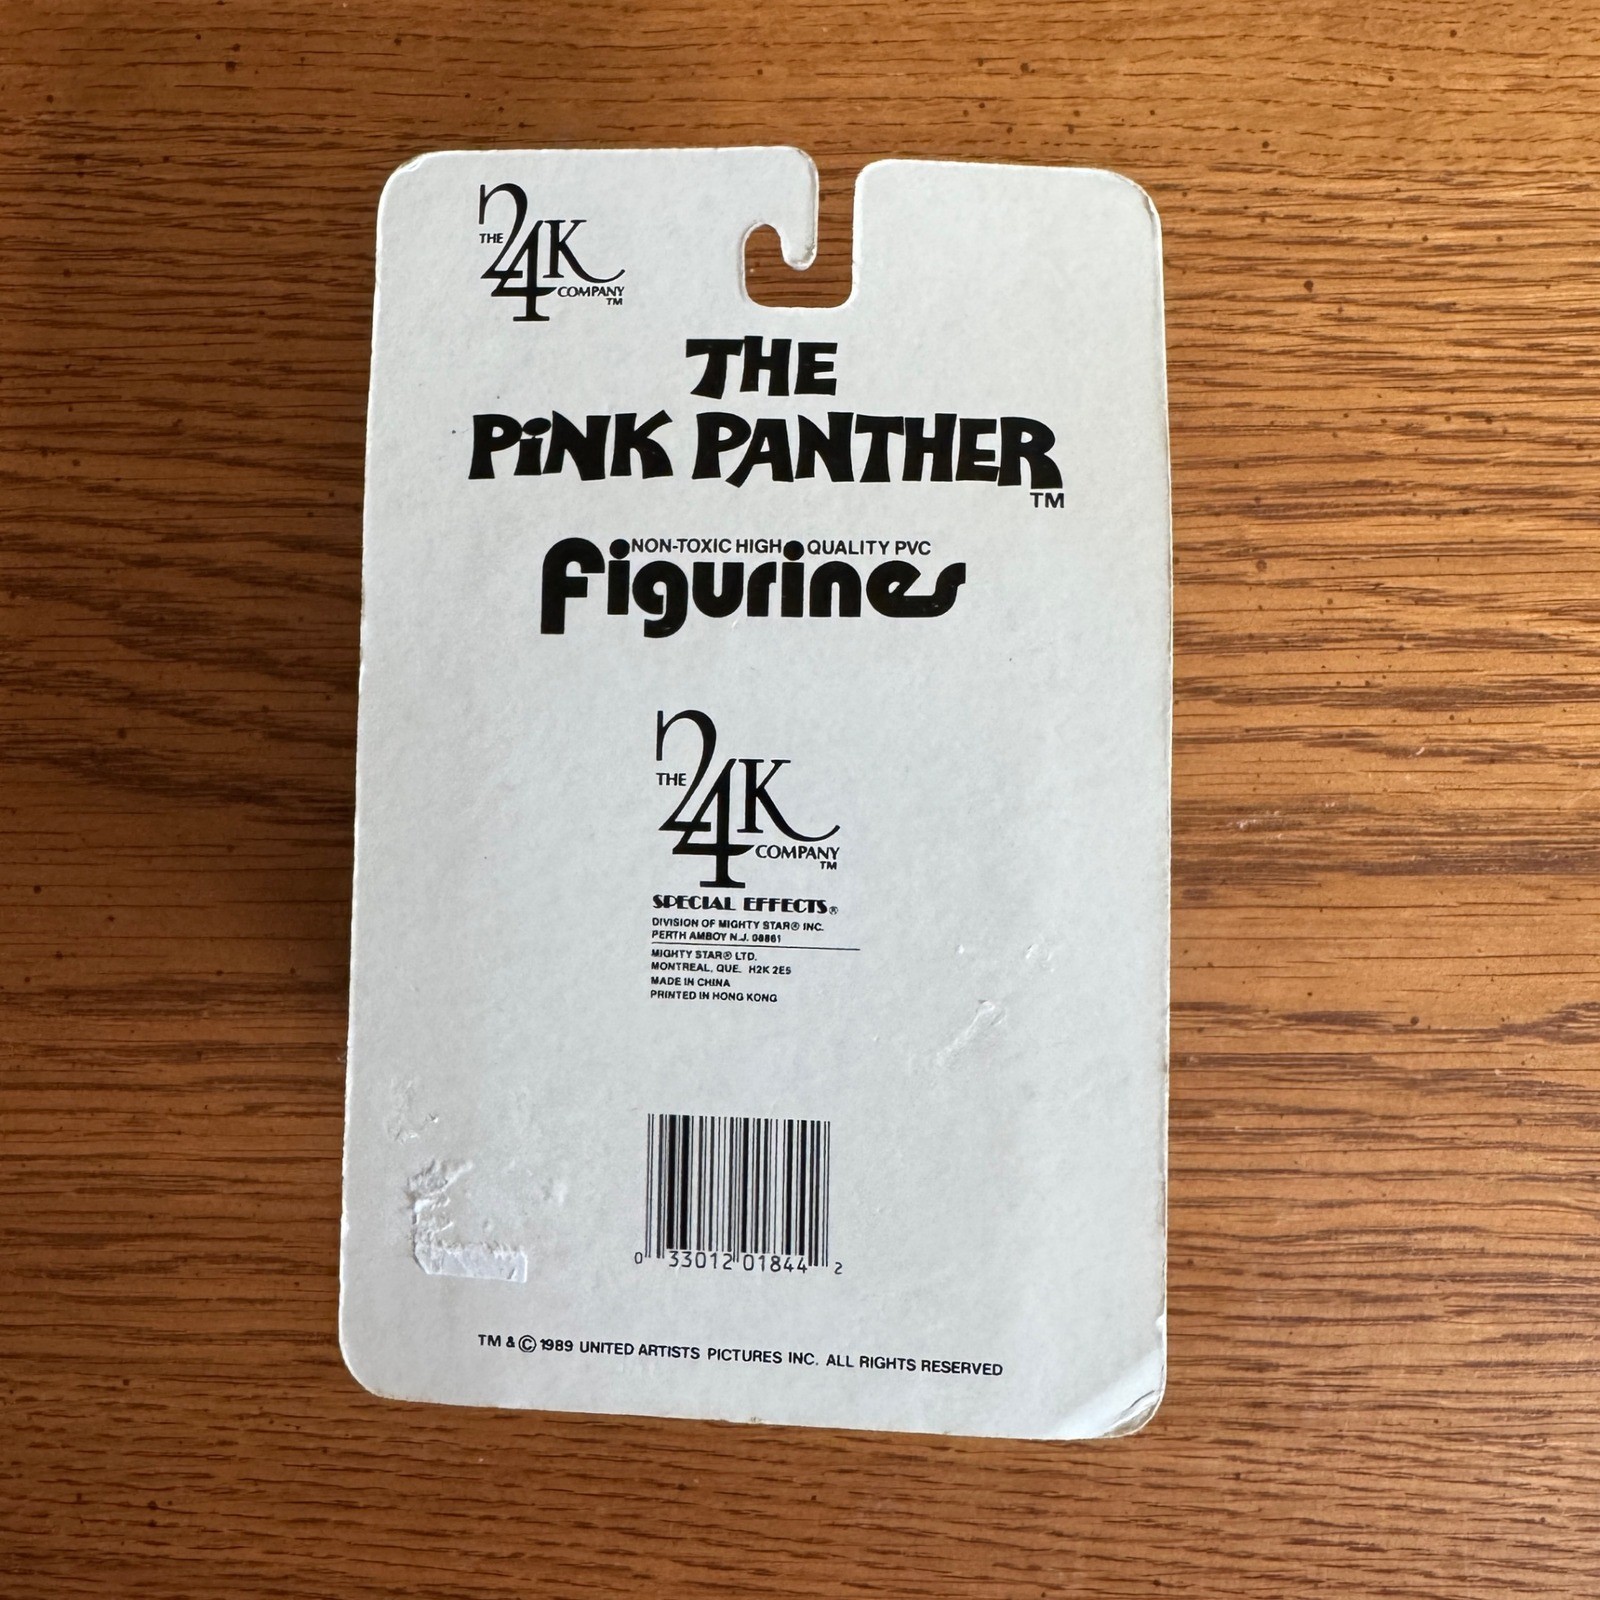 THE 24K COMPANY TM
THE
PiNK PANTHER TM
NON-TOXIC HIGH QUALITY PVC
Figurines
THE 24K COMPANY TM
SPECIAL EFFECTS®
DIVISION OF MIGHTY STAR® INC.
PERTH AMBOY N.J. 08861
MIGHTY STAR® LTD.
MONTREAL, QUE. H2K 2E5
MADE IN CHINA
PRINTED IN HONG KONG
0 33012 01844 2
TM & © 1989 UNITED ARTISTS PICTURES INC. ALL RIGHTS RESERVED